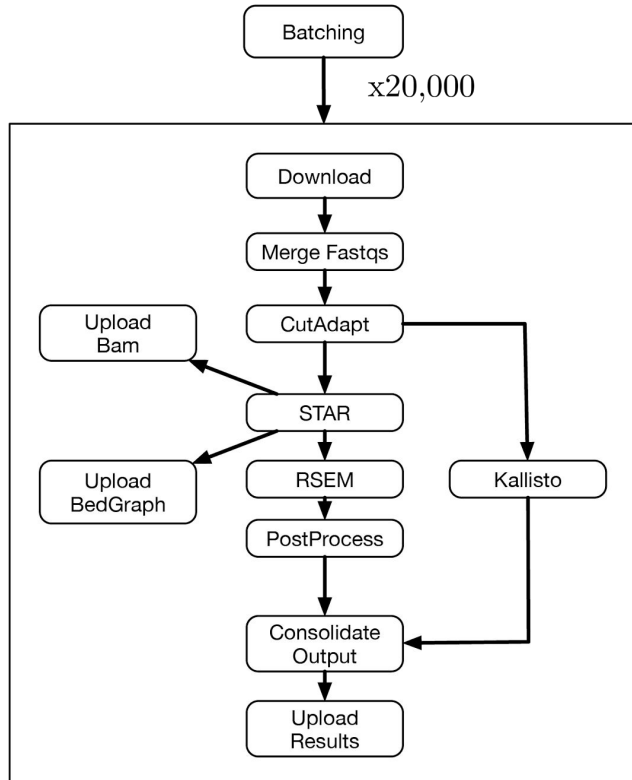 Batching
x20,000
Download
Merge Fastqs
CutAdapt
Upload
Bam
STAR
Upload
BedGraph
RSEM
Kallisto
PostProcess
Consolidate
Output
Upload
Results